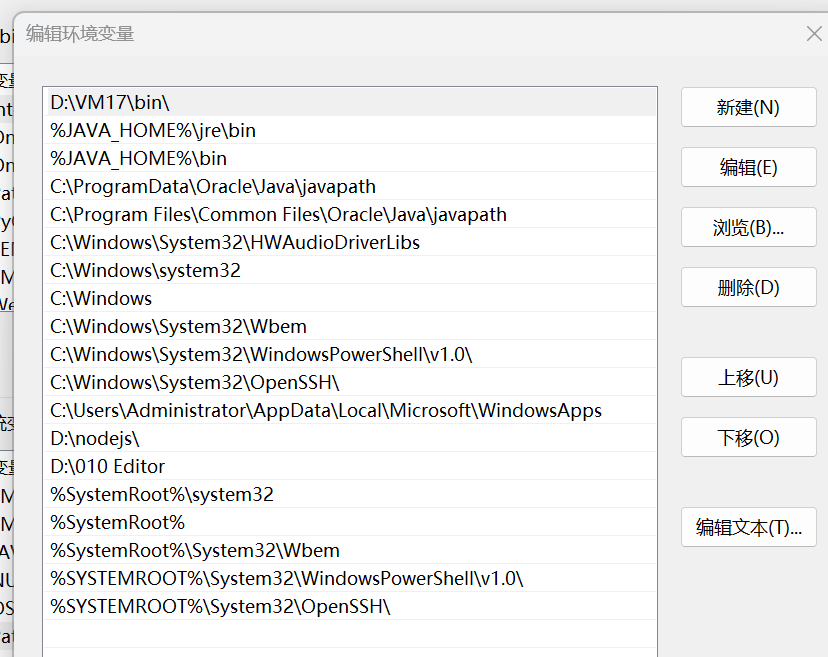 编辑环境变量
D:\VM17\bin\
%JAVA_HOME%\jre\bin
%JAVA_HOME%\bin
C:\ProgramData\Oracle\Java\javapath
C:\Program Files\Common Files\Oracle\Java\javapath
C:\Windows\System32\HWAudioDriverLibs
C:\Windows\system32
C:\Windows
C:\Windows\System32\Wbem
C:\Windows\System32\WindowsPowerShell\v1.0\
C:\Windows\System32\OpenSSH\
C:\Users\Administrator\AppData\Local\Microsoft\WindowsApps
D:\nodejs\
D:\010 Editor
%SystemRoot%\system32
%SystemRoot%
%SystemRoot%\System32\Wbem
%SYSTEMROOT%\System32\WindowsPowerShell\v1.0\
%SYSTEMROOT%\System32\OpenSSH\
新建(N)
编辑(E)
浏览(B)...
删除(D)
上移(U)
下移(O)
编辑文本(T)...